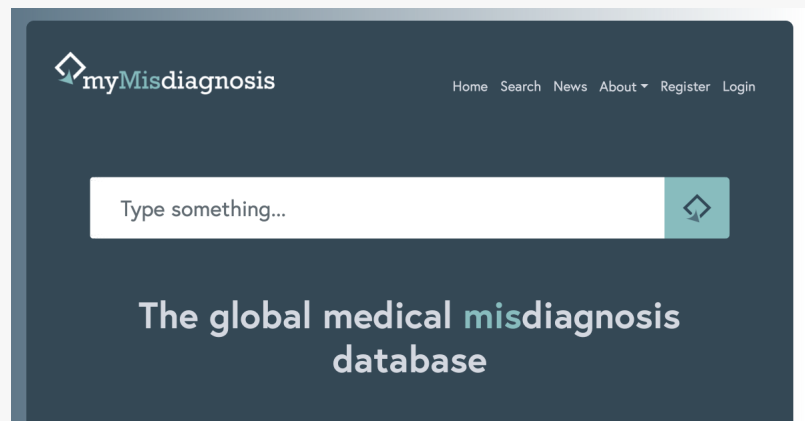 myMisdiagnosis
Home Search News About Register Login
Type something...
The global medical misdiagnosis
database